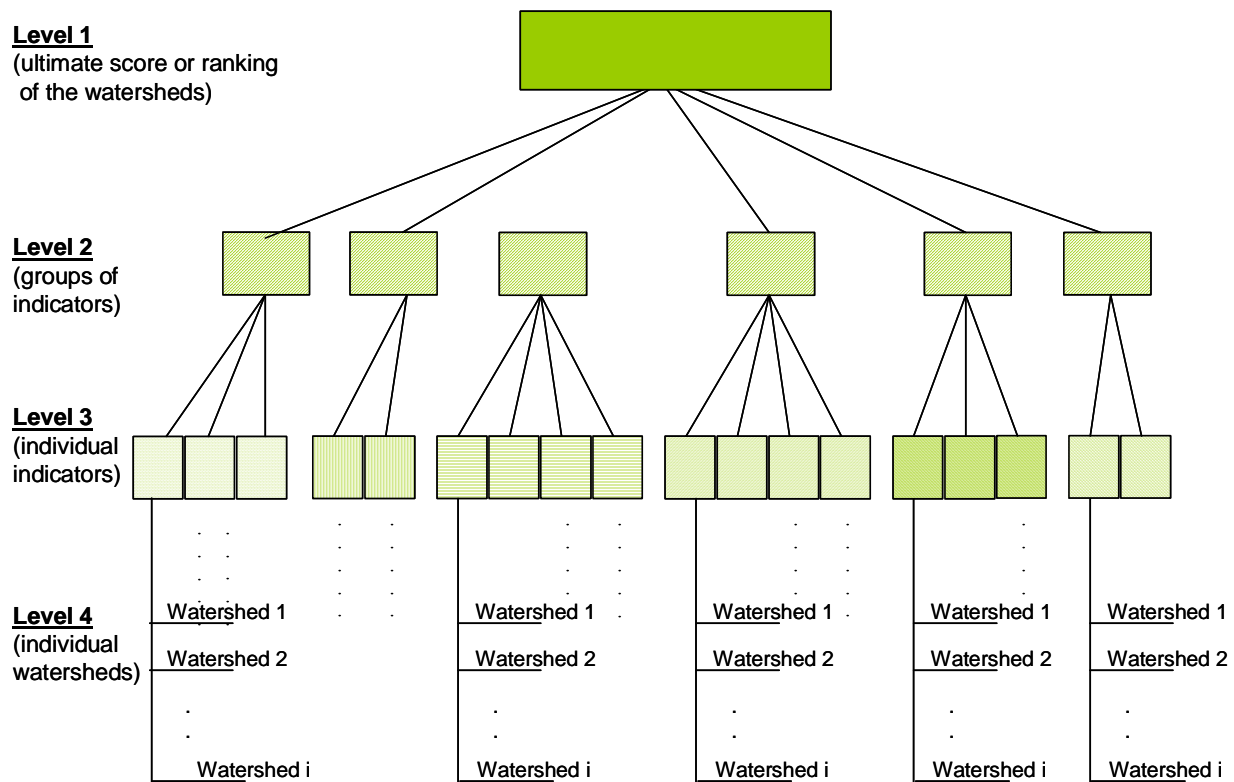 Level 1
(ultimate score or ranking
of the watersheds)
Level 2
(groups of
indicators)
Level 3
(individual
indicators)
Level 4
(individual
watersheds)
Watershed 1
Watershed 1
Watershed 1
Watershed 1
Watershed 1
Watershed 2
Watershed 2
Watershed 2
Watershed 2
Watershed 2
Watershed i
Watershed i
Watershed i
Watershed i
Watershed i